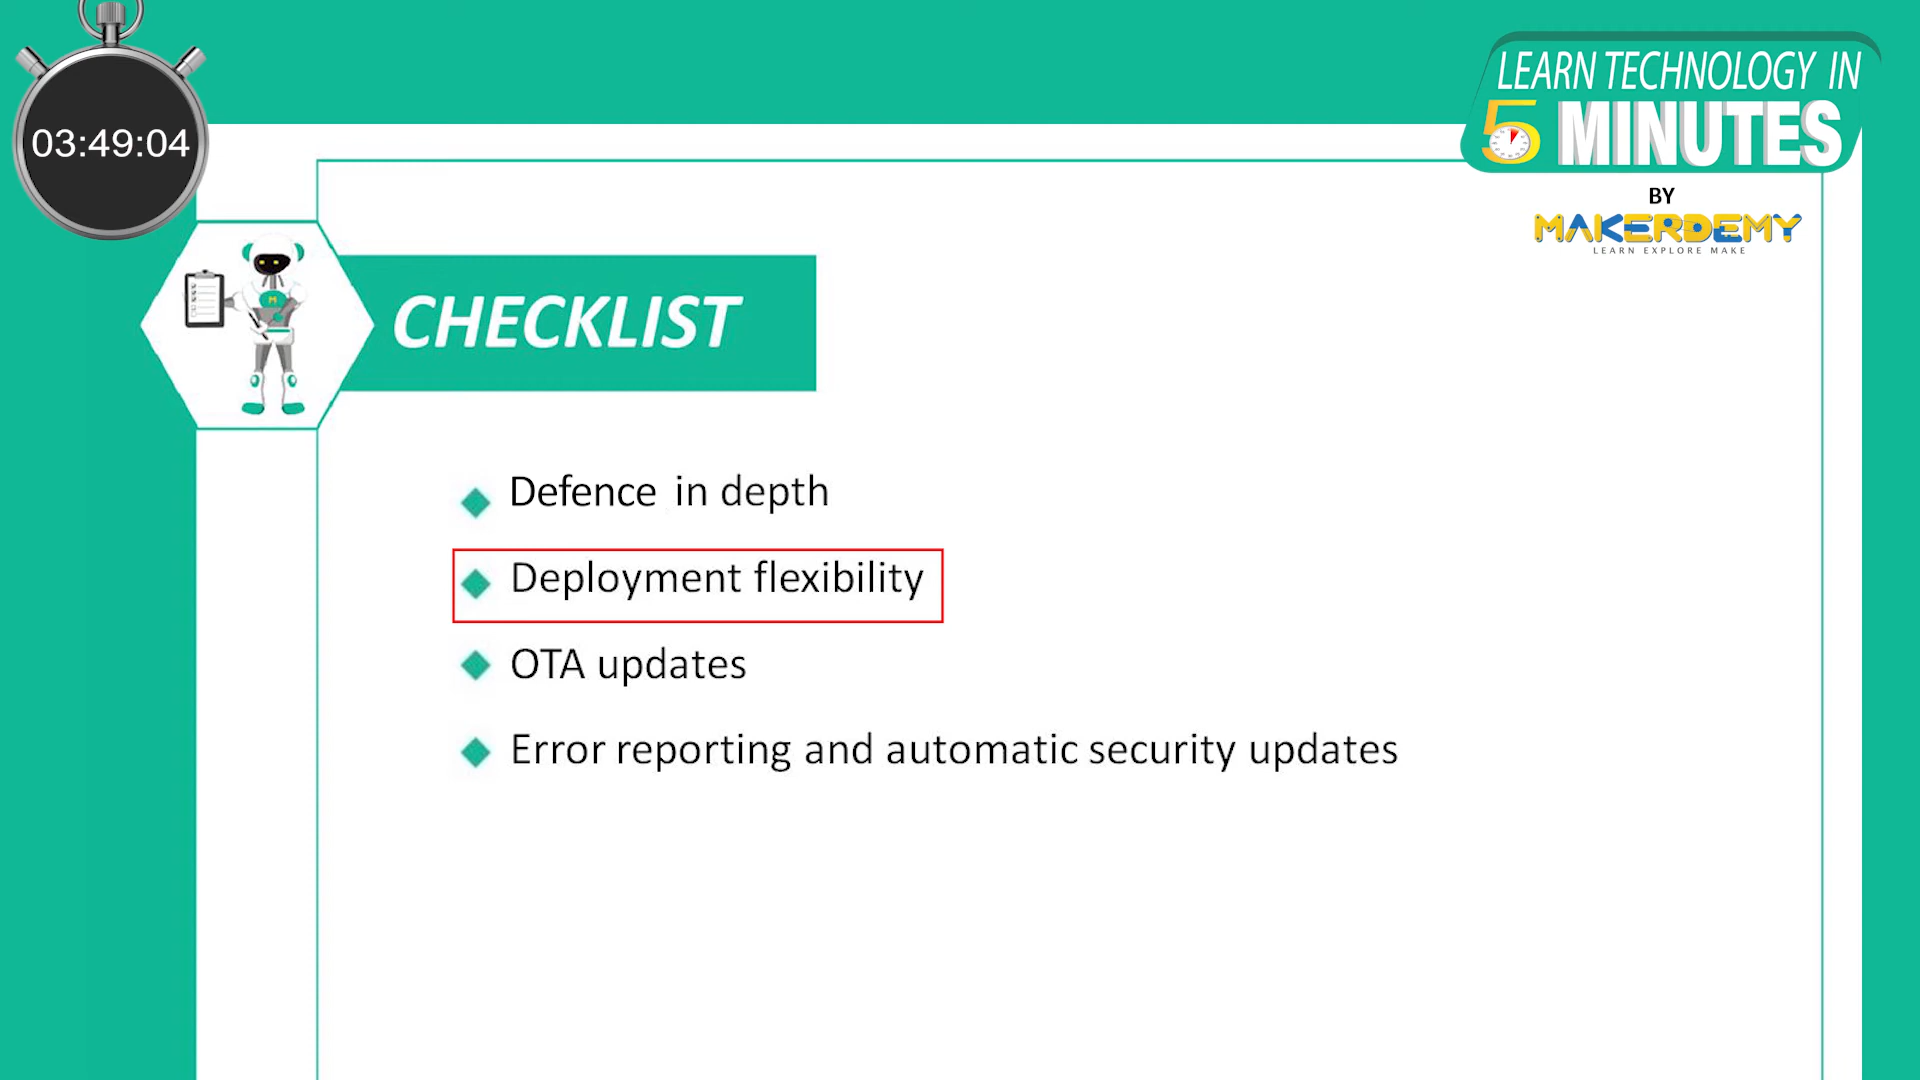 03:49:04
LEARN TECHNOLOGY IN
5 MINUTES
BY
MAKERDEMY
LEARN EXPLORE MAKE
M
CHECKLIST
Defence in depth
Deployment flexibility
OTA updates
Error reporting and automatic security updates